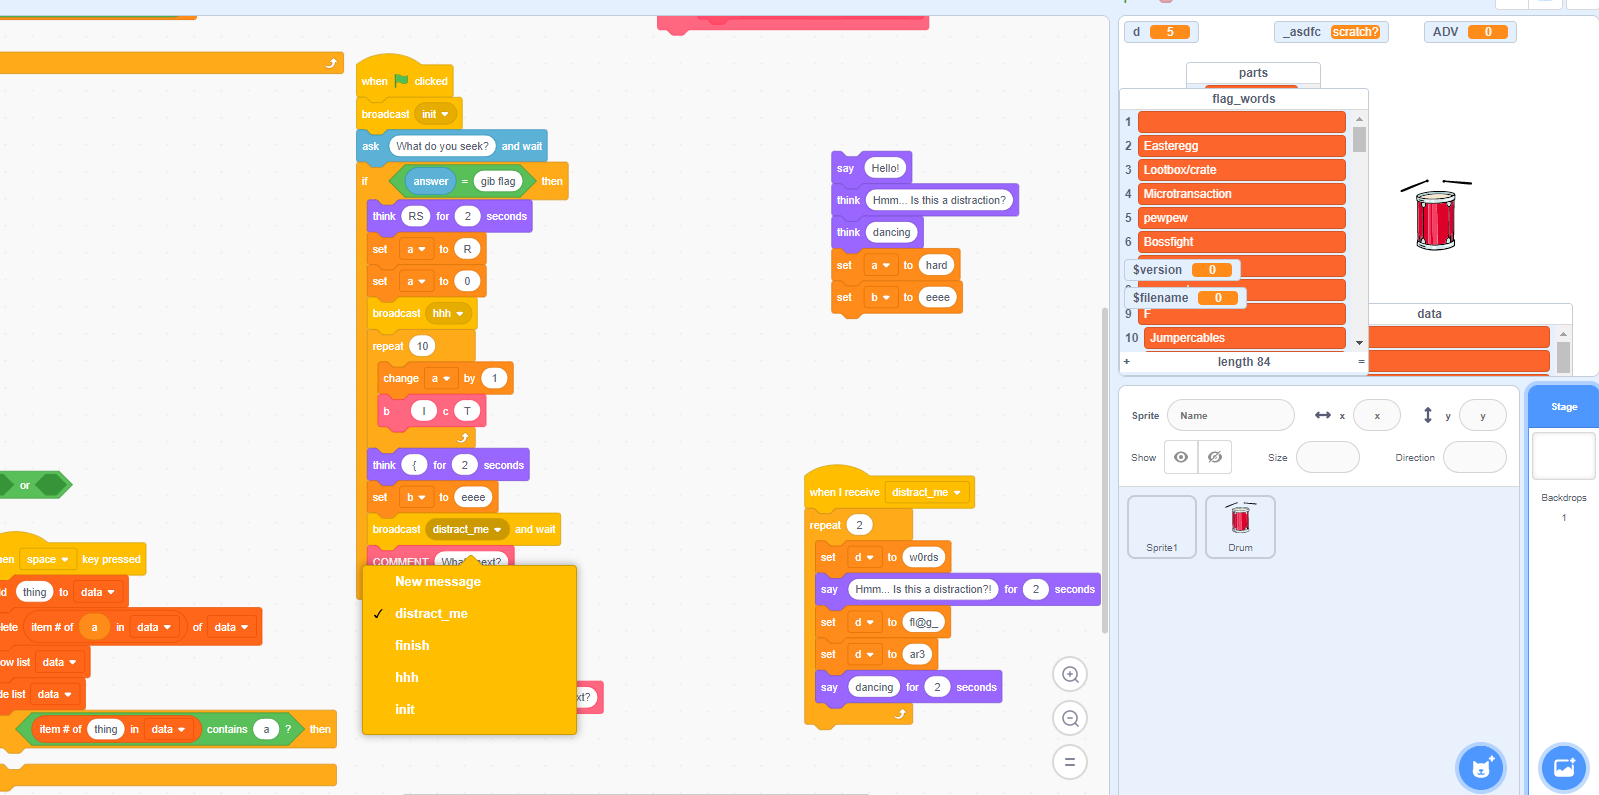 when clicked
broadcast init
ask What do you seek? and wait
if answer = gib flag then
think RS for 2 seconds
set a to R
set a to 0
broadcast hhh
repeat 10
change a by 1
b I c T
think { for 2 seconds
set b to eeee
broadcast distract_me and wait
COMMENT
New message
✓ distract_me
finish
hhh
init
xt?
or
space key pressed
thing to data
item # of a in data of data
list data
list data
item # of thing in data contains a ? then
say Hello!
think Hmm... Is this a distraction?
think dancing
set a to hard
set b to eeee
when I receive distract_me
repeat 2
set d to w0rds
say Hmm... Is this a distraction?! for 2 seconds
set d to fl@g_
set d to ar3
say dancing for 2 seconds
d 5
_asdfc scratch?
ADV 0
parts
flag_words
1
2 Easteregg
3 Lootbox/crate
4 Microtransaction
5 pewpew
6 Bossfight
$version 0
$filename 0
9 F
10 Jumpercables
+ length 84 =
data
Sprite Name x x y y
Show Size Direction
Sprite1
Drum
Stage
Backdrops
1